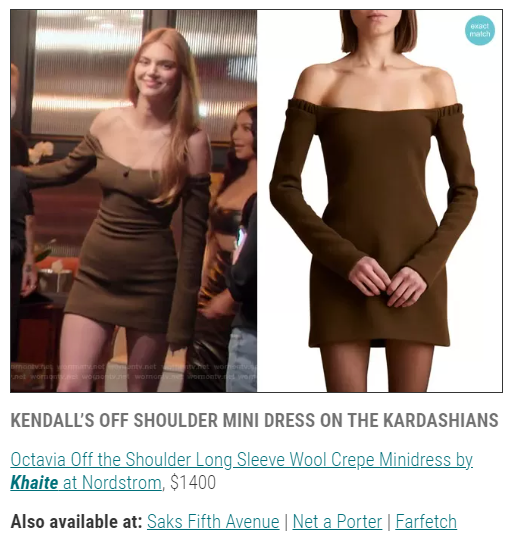 exact
match
KENDALL'S OFF SHOULDER MINI DRESS ON THE KARDASHIANS
Octavia Off the Shoulder Long Sleeve Wool Crepe Minidress by
Khaite at Nordstrom, $1400
Also available at: Saks Fifth Avenue | Net a Porter | Farfetch